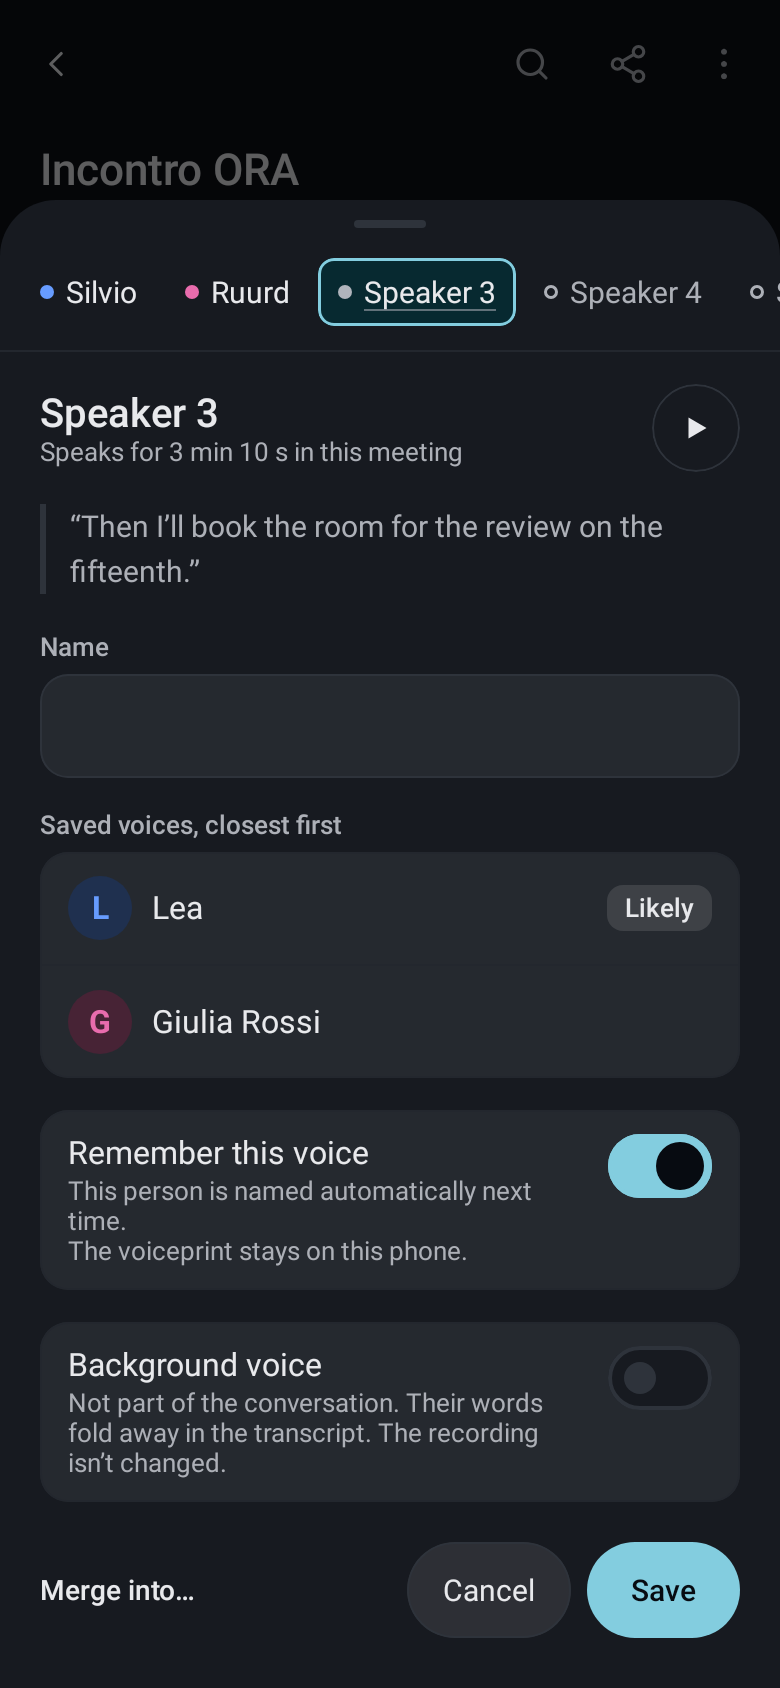 Incontro ORA
Silvio
Ruurd
Speaker 3
Speaker 4
Speaker 3
Speaks for 3 min 10 s in this meeting
“Then I’ll book the room for the review on the
fifteenth.”
Name
Saved voices, closest first
L
Lea
Likely
G
Giulia Rossi
Remember this voice
This person is named automatically next
time.
The voiceprint stays on this phone.
Background voice
Not part of the conversation. Their words
fold away in the transcript. The recording
isn’t changed.
Merge into…
Cancel
Save